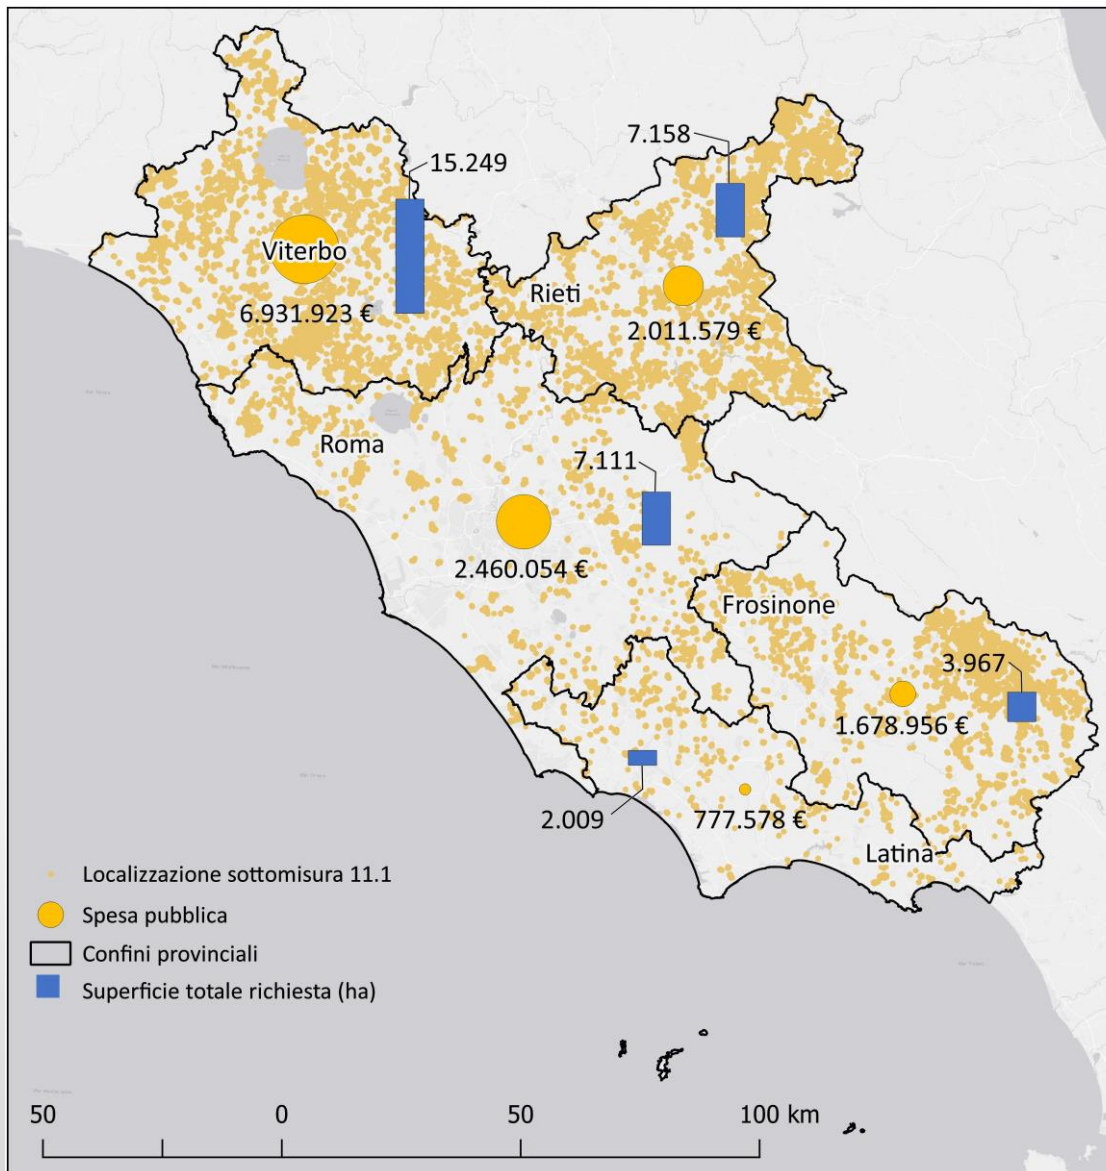 7.158
15.249
Viterbo
6.931.923 €
Rieti
2.011.579 €
Roma
7.111
2.460.054 €
Frosinone
3.967
1.678.956 €
2.009
777.578 €
Latina
Localizzazione sottomisura 11.1
Spesa pubblica
Confini provinciali
Superficie totale richiesta (ha)
50 0 50 100 km